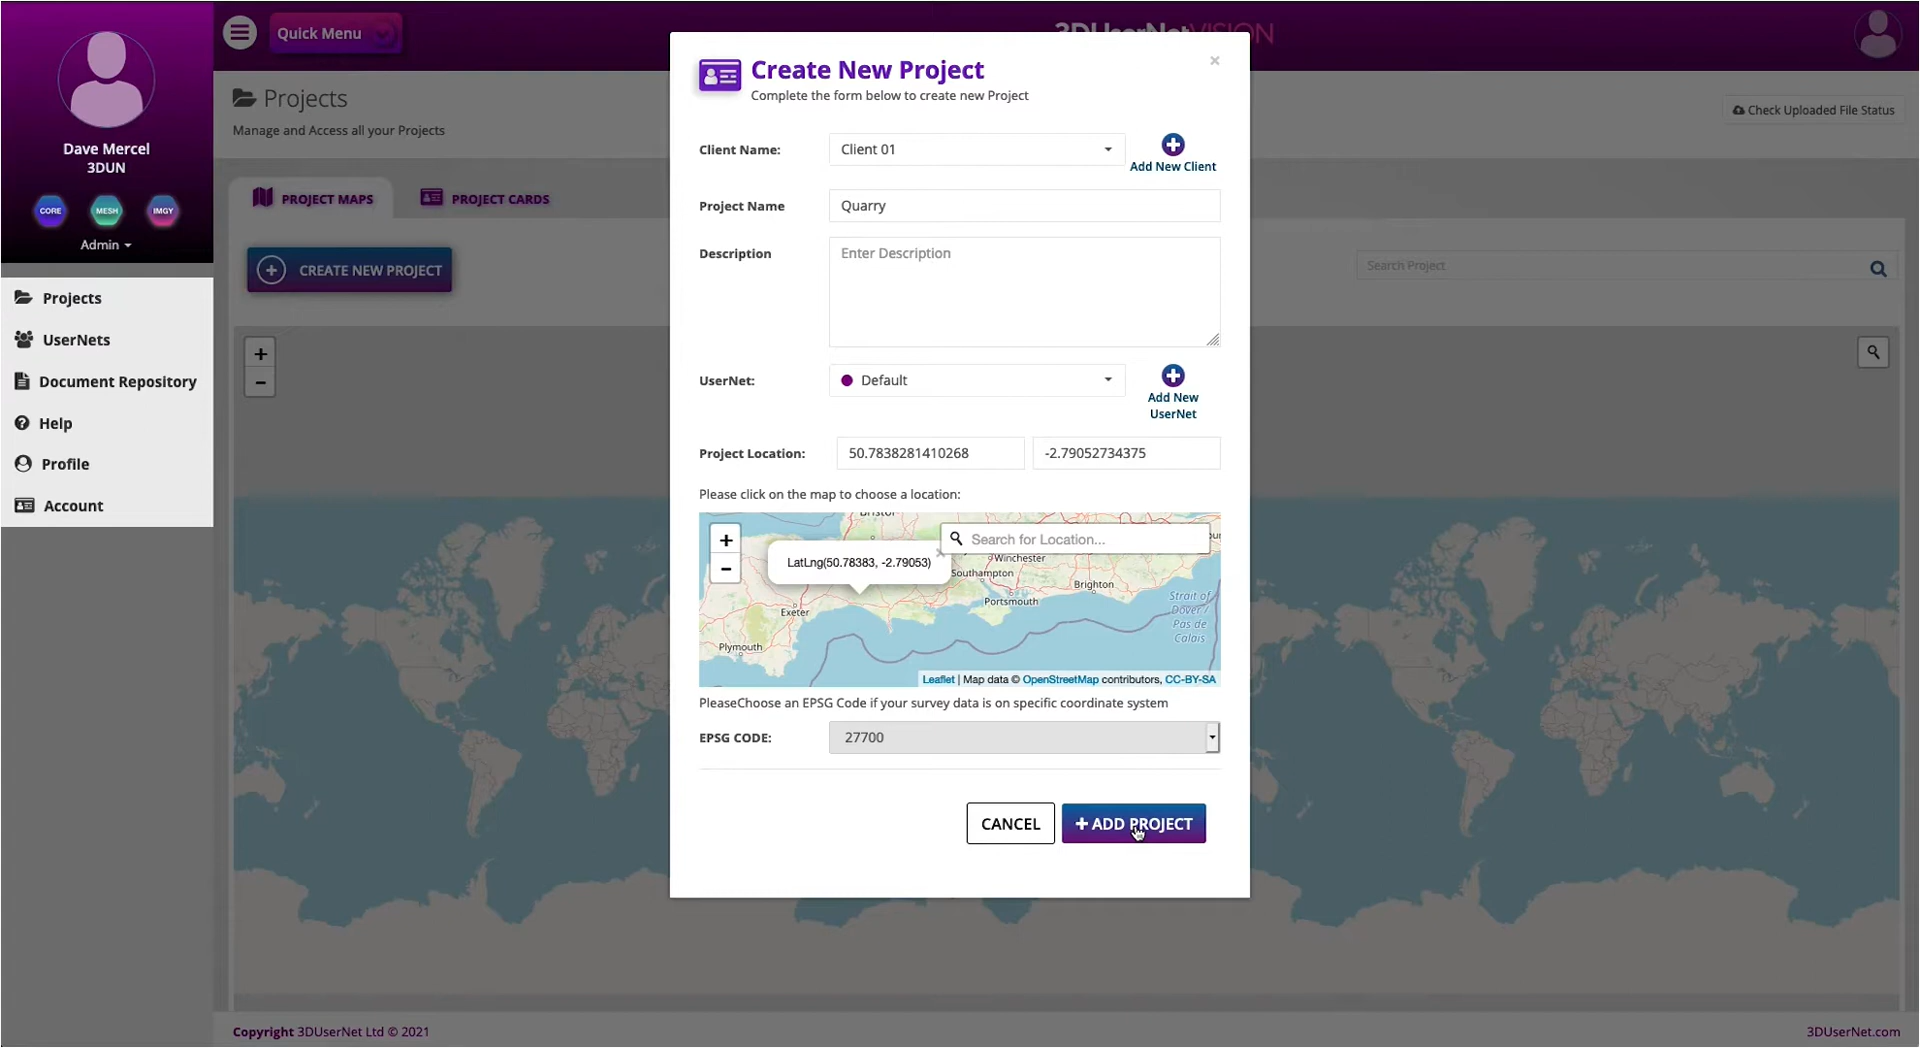 Quick Menu
3DUserNetVISION
Dave Mercel
3DUN
CORE
MESH
IMGY
Admin
Projects
UserNets
Document Repository
Help
Profile
Account
Projects
Manage and Access all your Projects
Check Uploaded File Status
PROJECT MAPS
PROJECT CARDS
CREATE NEW PROJECT
Search Project
+
−
Create New Project
×
Complete the form below to create new Project
Client Name:
Client 01
Add New Client
Project Name
Quarry
Description
Enter Description
UserNet:
Default
Add New
UserNet
Project Location:
50.7838281410268
-2.79052734375
Please click on the map to choose a location:
Bristol
+
−
Search for Location...
LatLng(50.78383, -2.79053)
×
Winchester
Southampton
Brighton
Portsmouth
Exeter
Plymouth
Strait of
Dover /
Pas de
Calais
Leaflet | Map data © OpenStreetMap contributors, CC-BY-SA
PleaseChoose an EPSG Code if your survey data is on specific coordinate system
EPSG CODE:
27700
CANCEL
+ ADD PROJECT
Copyright 3DUserNet Ltd © 2021
3DUserNet.com